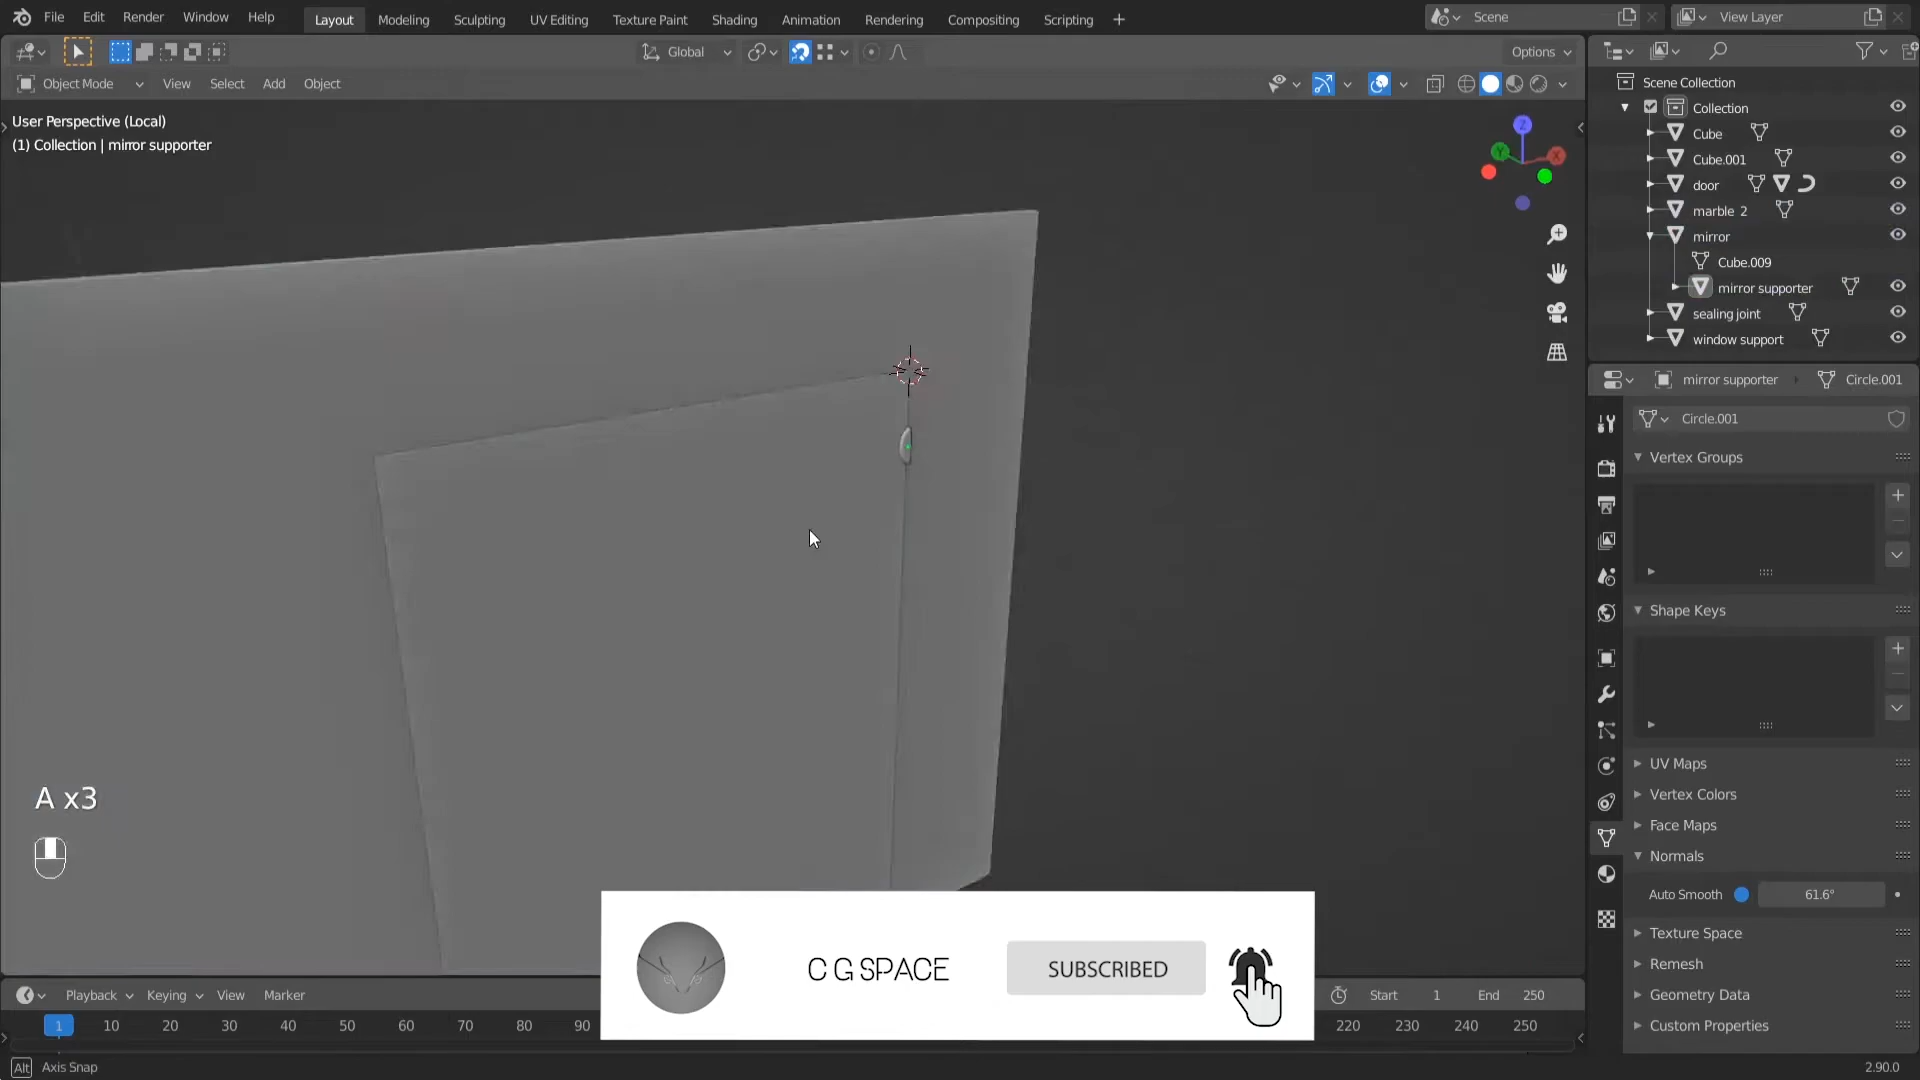 File Edit Render Window Help Layout Modeling Sculpting UV Editing Texture Paint Shading Animation Rendering Compositing Scripting + Scene View Layer
Global Options
Object Mode View Select Add Object
User Perspective (Local)
(1) Collection | mirror supporter
Z
Y
X
Scene Collection
Collection
Cube
Cube.001
door
marble 2
mirror
Cube.009
mirror supporter
sealing joint
window support
mirror supporter Circle.001
Circle.001
Vertex Groups
Shape Keys
UV Maps
Vertex Colors
Face Maps
Normals
Auto Smooth 61.6°
Texture Space
Remesh
Geometry Data
Custom Properties
A x3
C G SPACE SUBSCRIBED
Playback Keying View Marker Start 1 End 250
1 10 20 30 40 50 60 70 80 90 220 230 240 250
Alt Axis Snap 2.90.0